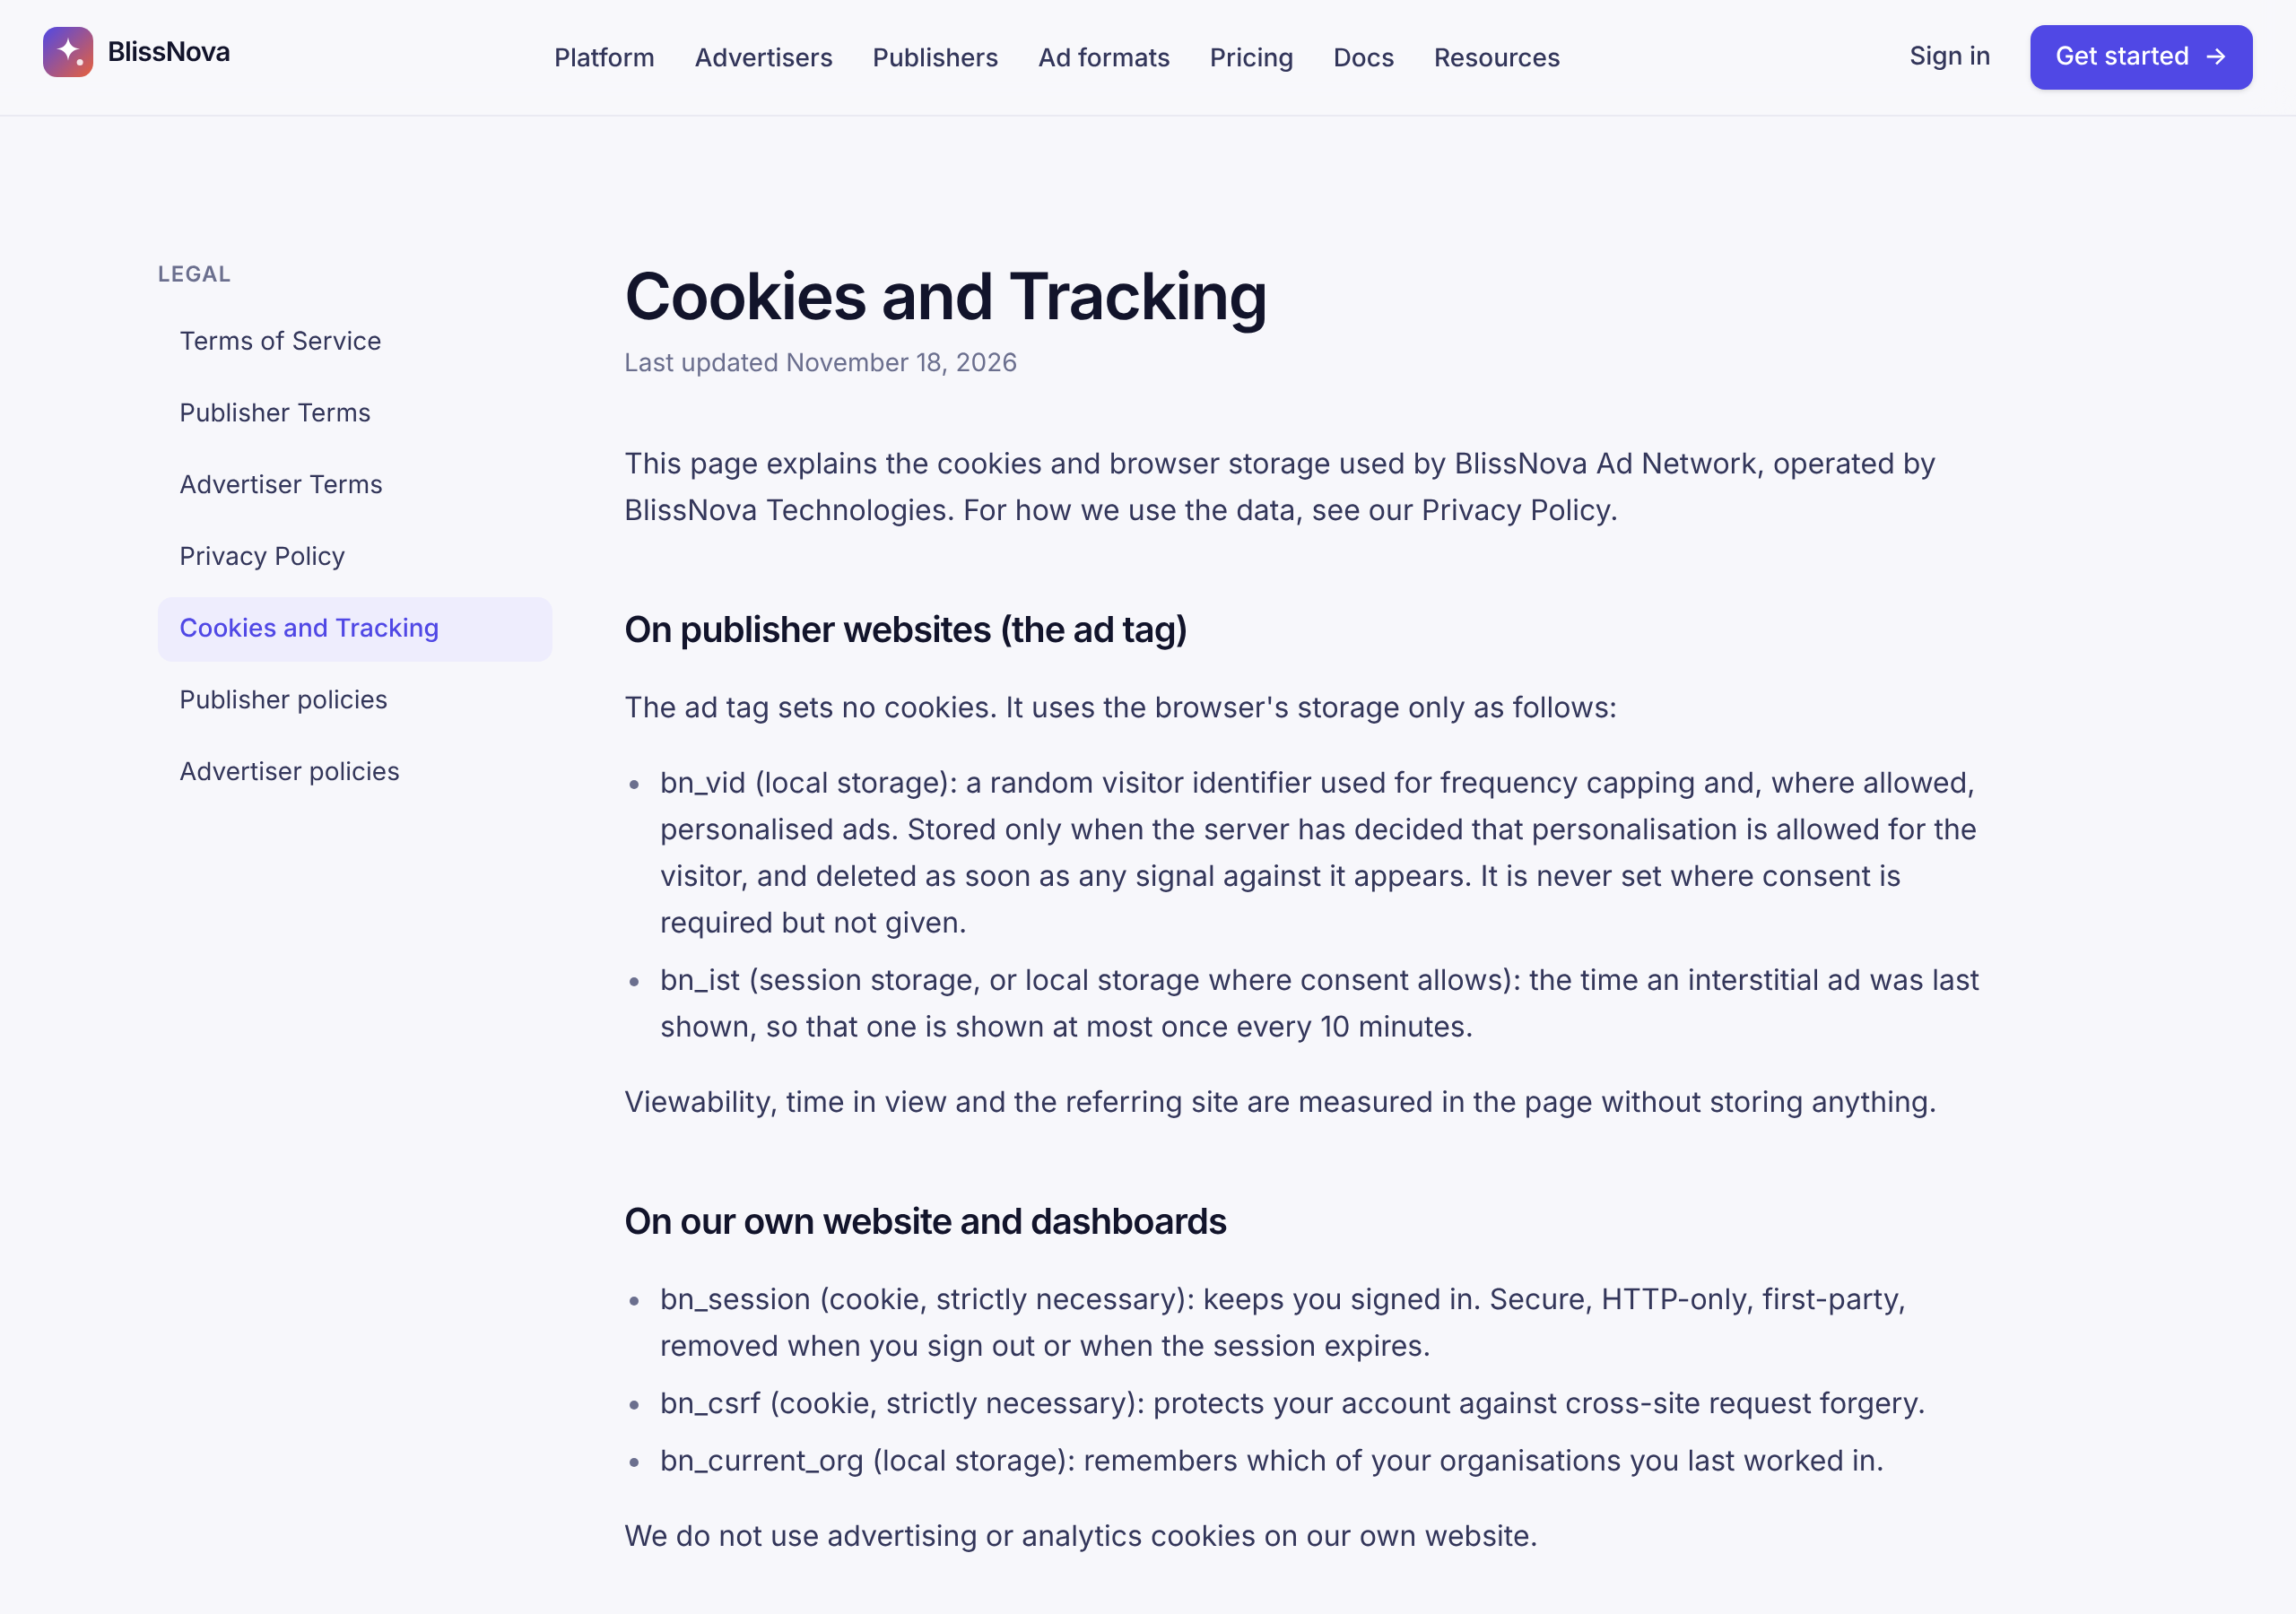 BlissNova
Platform
Advertisers
Publishers
Ad formats
Pricing
Docs
Resources
Sign in
Get started →
LEGAL
Terms of Service
Publisher Terms
Advertiser Terms
Privacy Policy
Cookies and Tracking
Publisher policies
Advertiser policies
Cookies and Tracking
Last updated November 18, 2026
This page explains the cookies and browser storage used by BlissNova Ad Network, operated by
BlissNova Technologies. For how we use the data, see our Privacy Policy.
On publisher websites (the ad tag)
The ad tag sets no cookies. It uses the browser's storage only as follows:
• bn_vid (local storage): a random visitor identifier used for frequency capping and, where allowed,
personalised ads. Stored only when the server has decided that personalisation is allowed for the
visitor, and deleted as soon as any signal against it appears. It is never set where consent is
required but not given.
• bn_ist (session storage, or local storage where consent allows): the time an interstitial ad was last
shown, so that one is shown at most once every 10 minutes.
Viewability, time in view and the referring site are measured in the page without storing anything.
On our own website and dashboards
• bn_session (cookie, strictly necessary): keeps you signed in. Secure, HTTP-only, first-party,
removed when you sign out or when the session expires.
• bn_csrf (cookie, strictly necessary): protects your account against cross-site request forgery.
• bn_current_org (local storage): remembers which of your organisations you last worked in.
We do not use advertising or analytics cookies on our own website.